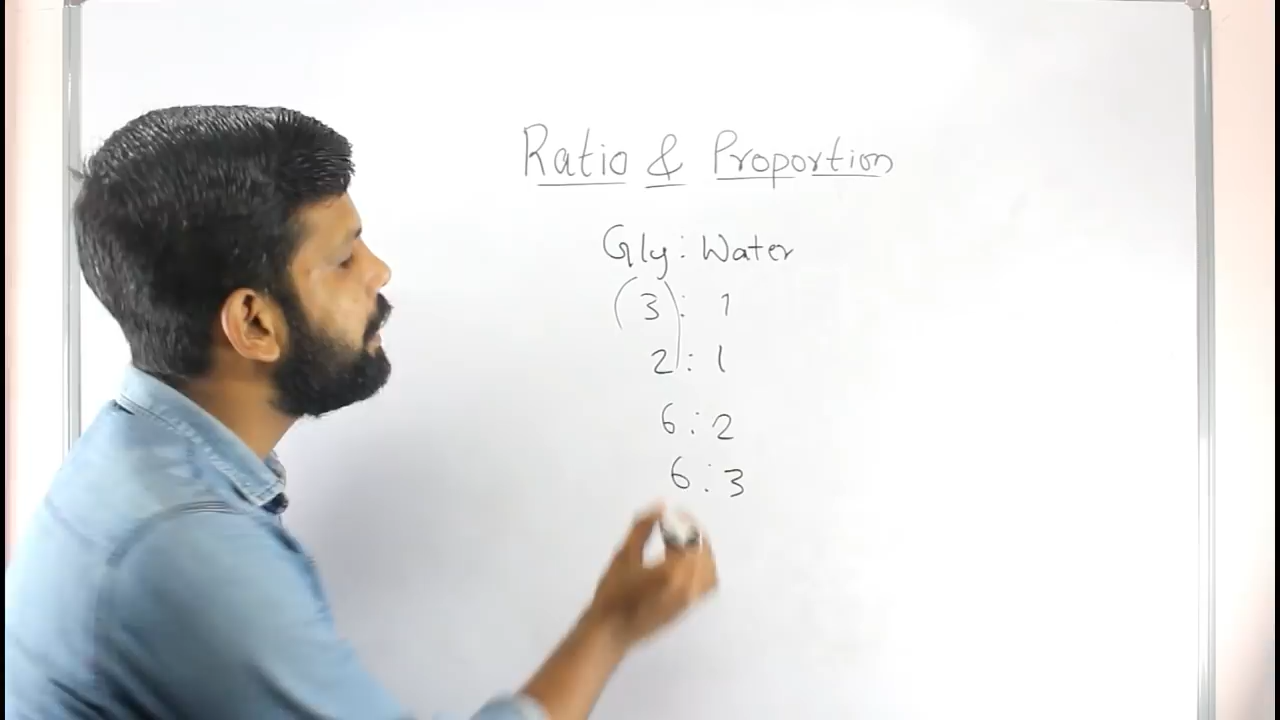 Ratio & Proportion
Gly : Water
(3) : 1
2 : 1
6 : 2
6 : 3